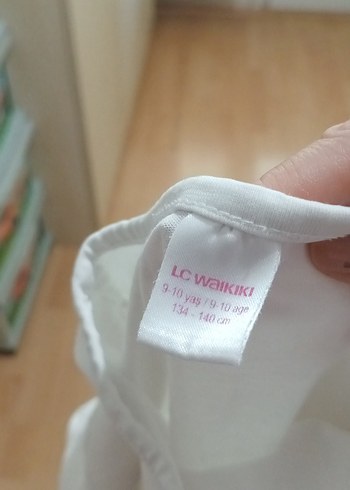 LC WAIKIKI
9-10 yaş / 9-10 age
134 - 140 cm